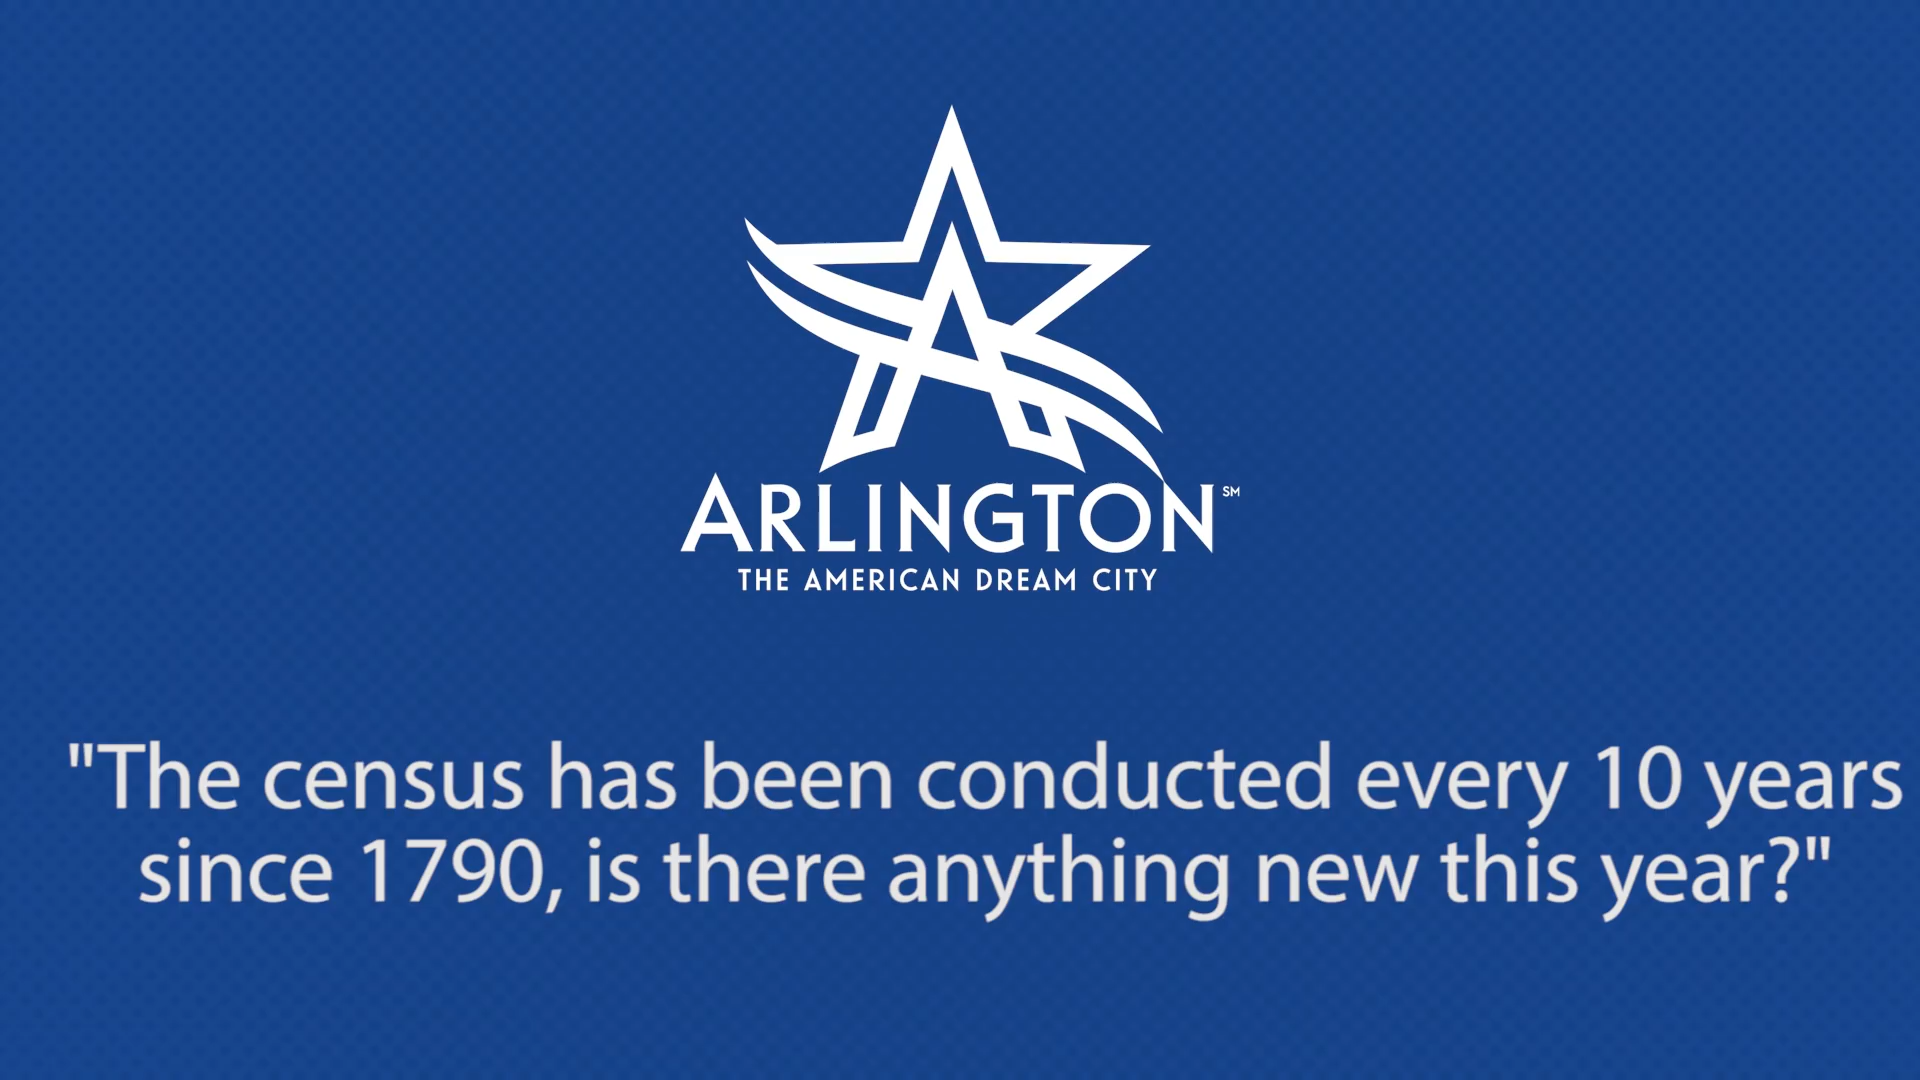 ARLINGTON SM
THE AMERICAN DREAM CITY
"The census has been conducted every 10 years
since 1790, is there anything new this year?"